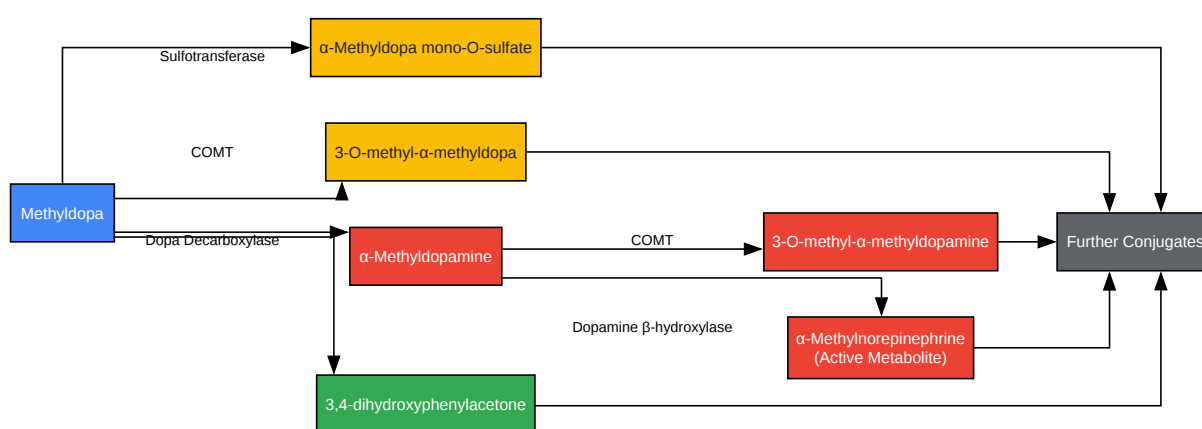 α-Methyldopa mono-O-sulfate
Sulfotransferase
COMT
3-O-methyl-α-methyldopa
Methyldopa
Dopa Decarboxylase
α-Methyldopamine
COMT
3-O-methyl-α-methyldopamine
Further Conjugates
Dopamine β-hydroxylase
α-Methylnorepinephrine
(Active Metabolite)
3,4-dihydroxyphenylacetone